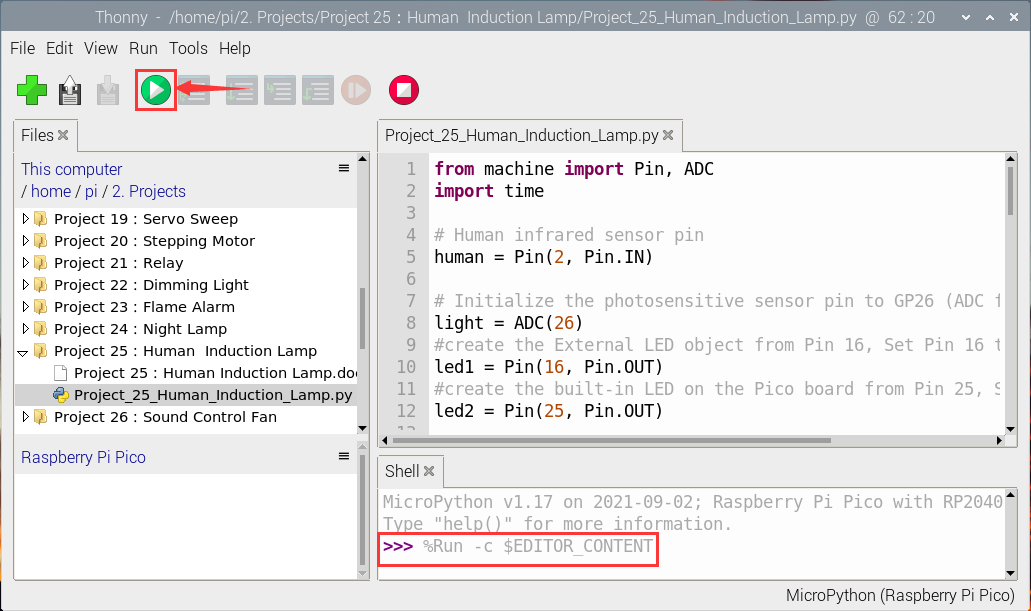 Thonny - /home/pi/2. Projects/Project 25 : Human  Induction Lamp/Project_25_Human_Induction_Lamp.py @ 62 : 20
File Edit View Run Tools Help
Files
This computer
/ home / pi / 2. Projects
Project 19 : Servo Sweep
Project 20 : Stepping Motor
Project 21 : Relay
Project 22 : Dimming Light
Project 23 : Flame Alarm
Project 24 : Night Lamp
Project 25 : Human  Induction Lamp
Project 25 : Human Induction Lamp.doc
Project_25_Human_Induction_Lamp.py
Project 26 : Sound Control Fan
Raspberry Pi Pico
Project_25_Human_Induction_Lamp.py
1 from machine import Pin, ADC
2 import time
3
4 # Human infrared sensor pin
5 human = Pin(2, Pin.IN)
6
7 # Initialize the photosensitive sensor pin to GP26 (ADC f
8 light = ADC(26)
9 #create the External LED object from Pin 16, Set Pin 16 t
10 led1 = Pin(16, Pin.OUT)
11 #create the built-in LED on the Pico board from Pin 25, S
12 led2 = Pin(25, Pin.OUT)
13
Shell
MicroPython v1.17 on 2021-09-02; Raspberry Pi Pico with RP2040
Type "help()" for more information.
>>> %Run -c $EDITOR_CONTENT
MicroPython (Raspberry Pi Pico)